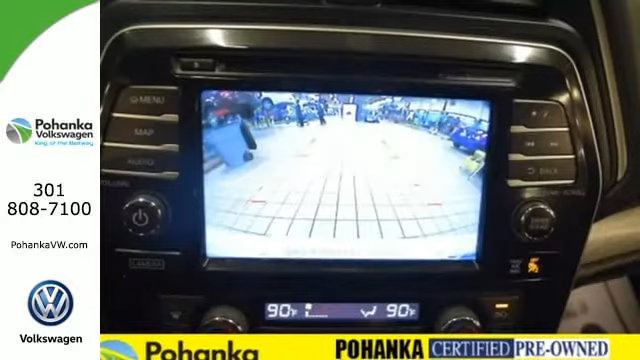 Pohanka
Volkswagen
King of the Beltway
301
808-7100
PohankaVW.com
Volkswagen
MENU
MAP
AUDIO
VOLUME
CAMERA
BACK
90°F
90°F
Pohanka
POHANKA CERTIFIED PRE-OWNED